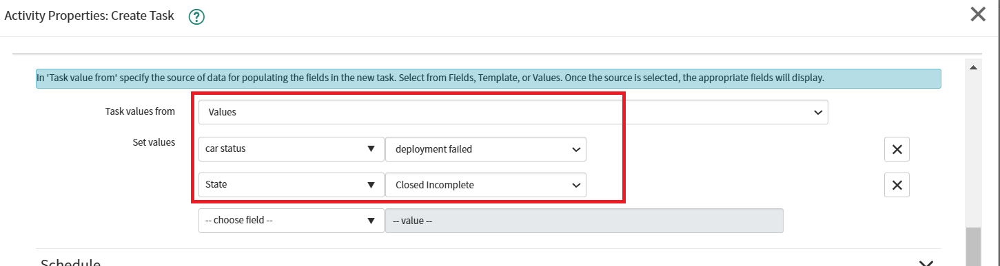 Activity Properties: Create Task ?
In 'Task value from' specify the source of data for populating the fields in the new task. Select from Fields, Template, or Values. Once the source is selected, the appropriate fields will display.
Task values from Values
Set values car status deployment failed
State Closed Incomplete
-- choose field -- -- value --
Schedule